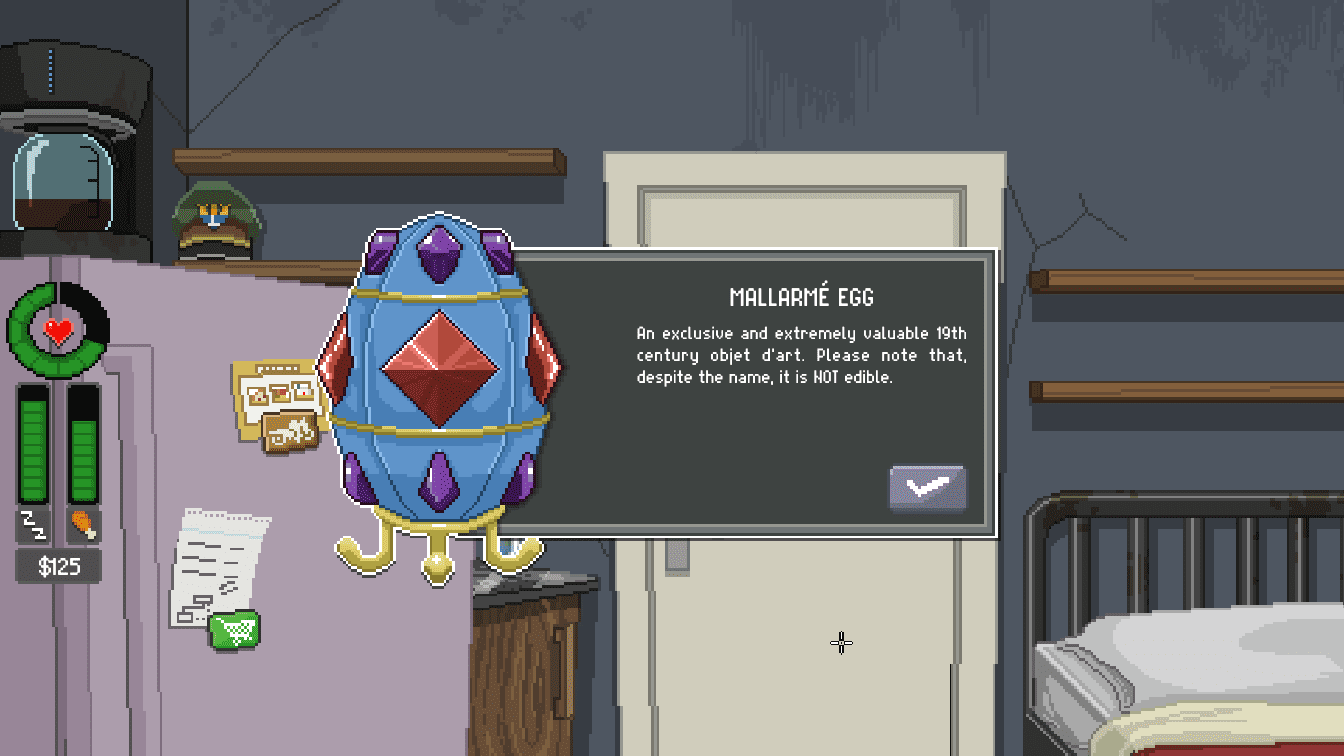 MALLARMÉ EGG
An exclusive and extremely valuable 19th
century objet d'art. Please note that,
despite the name, it is NOT edible.
$125